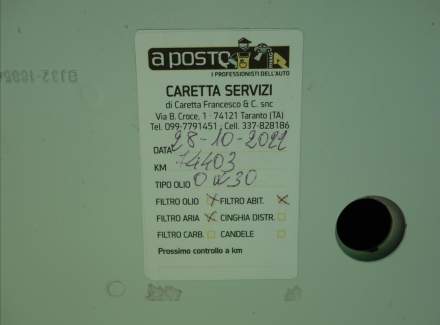 a posto
I PROFESSIONISTI DELL'AUTO
CARETTA SERVIZI
di Caretta Francesco & C. snc
Via B. Croce, 1 - 74121 Taranto (TA)
Tel. 099-7791451 / Cell. 337-828186
DATA 28-10-2022
KM 74403
TIPO OLIO 0W30
FILTRO OLIO X FILTRO ABIT. X
FILTRO ARIA X CINGHIA DISTR.
FILTRO CARB. CANDELE
Prossimo controllo a km